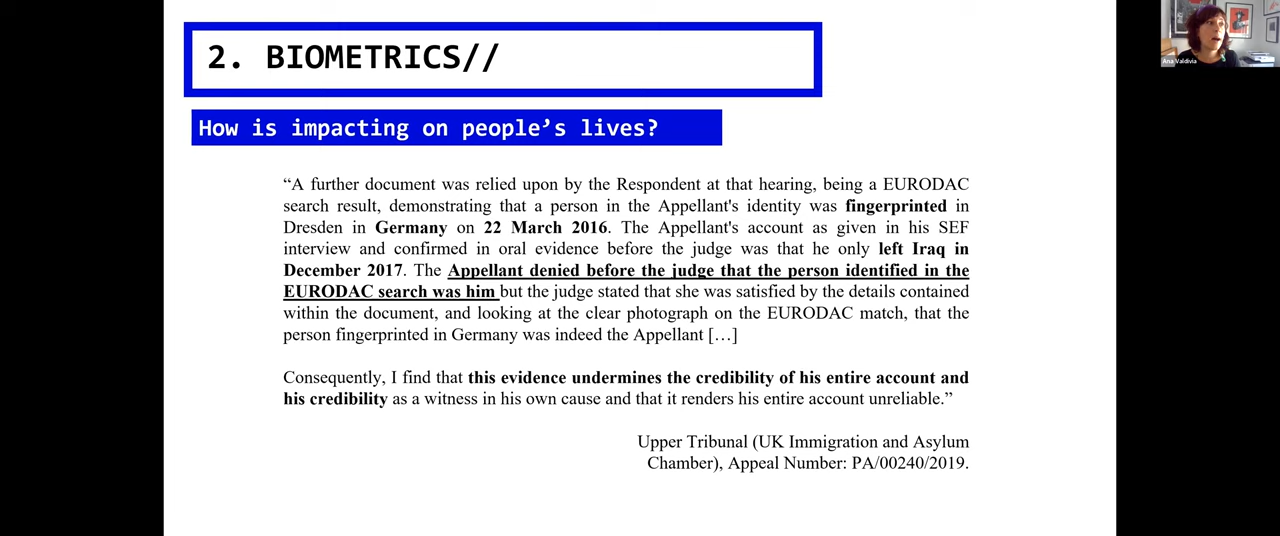 2. BIOMETRICS//
How is impacting on people’s lives?
“A further document was relied upon by the Respondent at that hearing, being a EURODAC
search result, demonstrating that a person in the Appellant's identity was fingerprinted in
Dresden in Germany on 22 March 2016. The Appellant's account as given in his SEF
interview and confirmed in oral evidence before the judge was that he only left Iraq in
December 2017. The Appellant denied before the judge that the person identified in the
EURODAC search was him but the judge stated that she was satisfied by the details contained
within the document, and looking at the clear photograph on the EURODAC match, that the
person fingerprinted in Germany was indeed the Appellant […]
Consequently, I find that this evidence undermines the credibility of his entire account and
his credibility as a witness in his own cause and that it renders his entire account unreliable.”
Upper Tribunal (UK Immigration and Asylum
Chamber), Appeal Number: PA/00240/2019.
Ana Valdivia